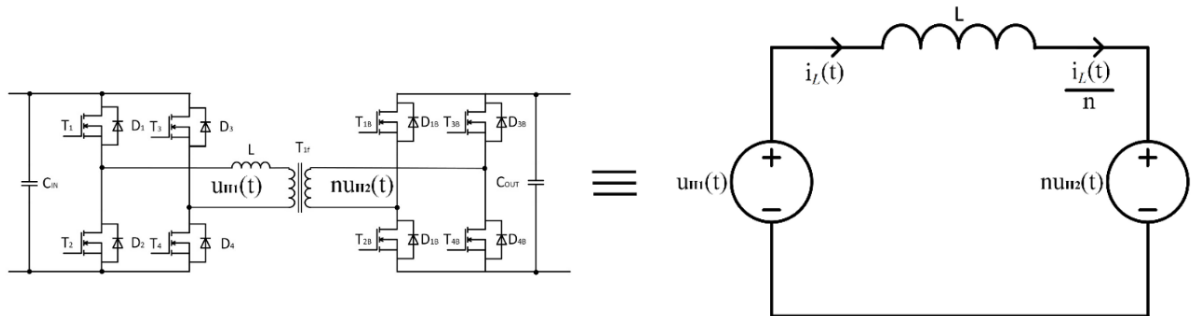 T1 D1 T3 D3
T1B D1B T3B D3B
L T1f
CIN uH1(t) nuH2(t) COUT
T2 D2 T4 D4
T2B D1B T4B D4B
≡
L
iL(t) iL(t)
n
uH1(t) + − nuH2(t) + −